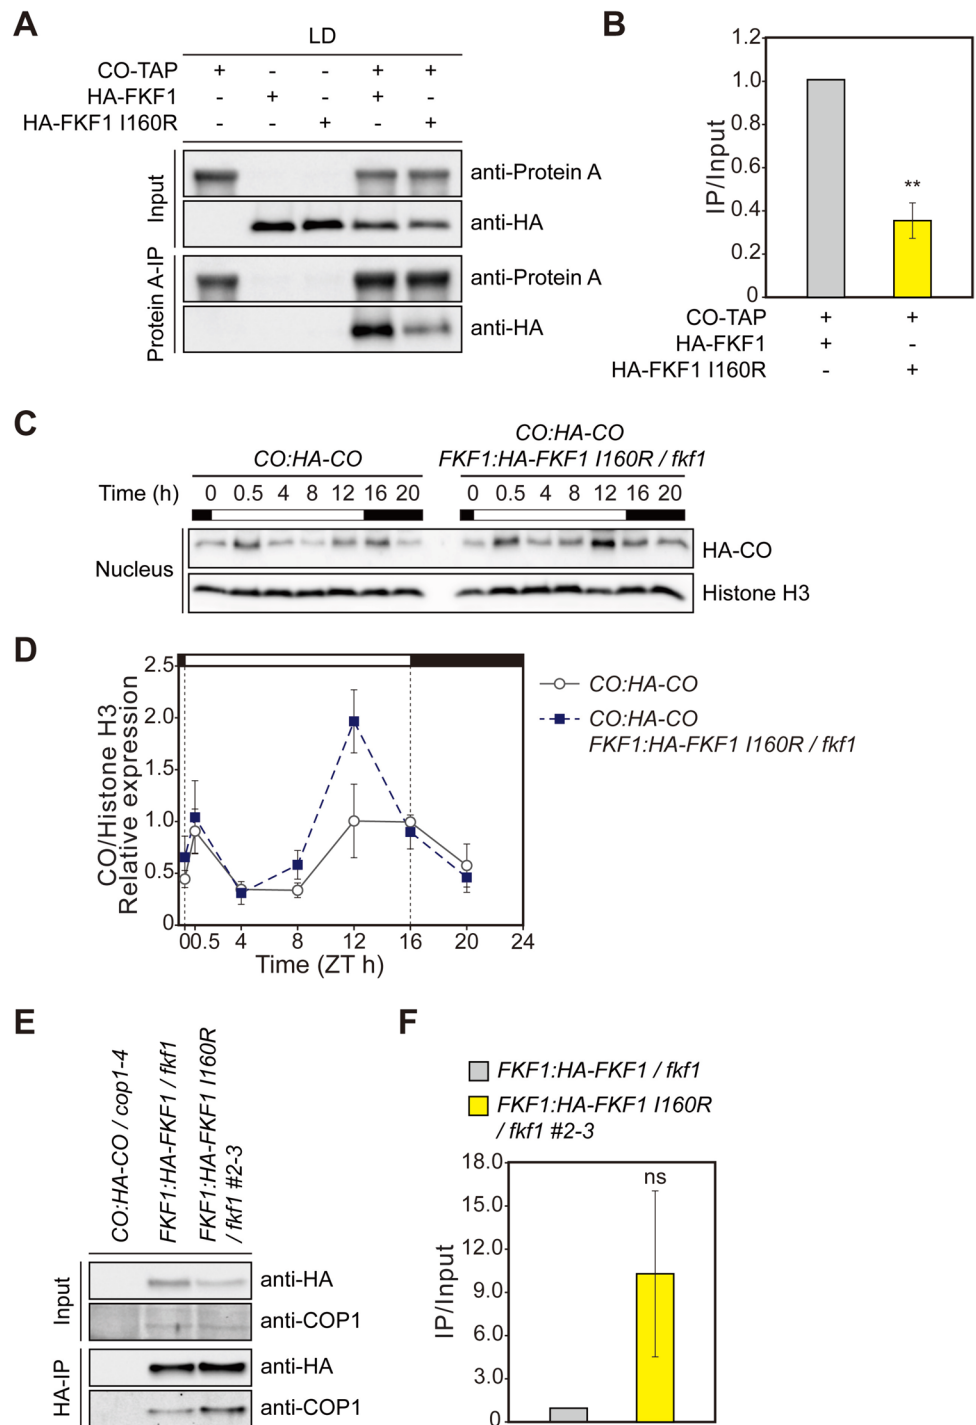 A
LD
CO-TAP + - - + +
HA-FKF1 - + - + -
HA-FKF1 I160R - - + - +
Input
anti-Protein A
anti-HA
Protein A-IP
anti-Protein A
anti-HA
B
IP/Input
1.2
1.0
0.8
0.6
0.4
0.2
0
**
CO-TAP + +
HA-FKF1 + -
HA-FKF1 I160R - +
C
CO:HA-CO
CO:HA-CO
FKF1:HA-FKF1 I160R / fkf1
Time (h) 0 0.5 4 8 12 16 20 0 0.5 4 8 12 16 20
Nucleus
HA-CO
Histone H3
D
CO/Histone H3
Relative expression
2.5
2.0
1.5
1.0
0.5
0
00.5 4 8 12 16 20 24
Time (ZT h)
CO:HA-CO
CO:HA-CO
FKF1:HA-FKF1 I160R / fkf1
E
CO:HA-CO / cop1-4
FKF1:HA-FKF1 / fkf1
FKF1:HA-FKF1 I160R
/ fkf1 #2-3
Input
anti-HA
anti-COP1
HA-IP
anti-HA
anti-COP1
F
FKF1:HA-FKF1 / fkf1
FKF1:HA-FKF1 I160R
/ fkf1 #2-3
IP/Input
18.0
15.0
12.0
9.0
6.0
3.0
0
ns